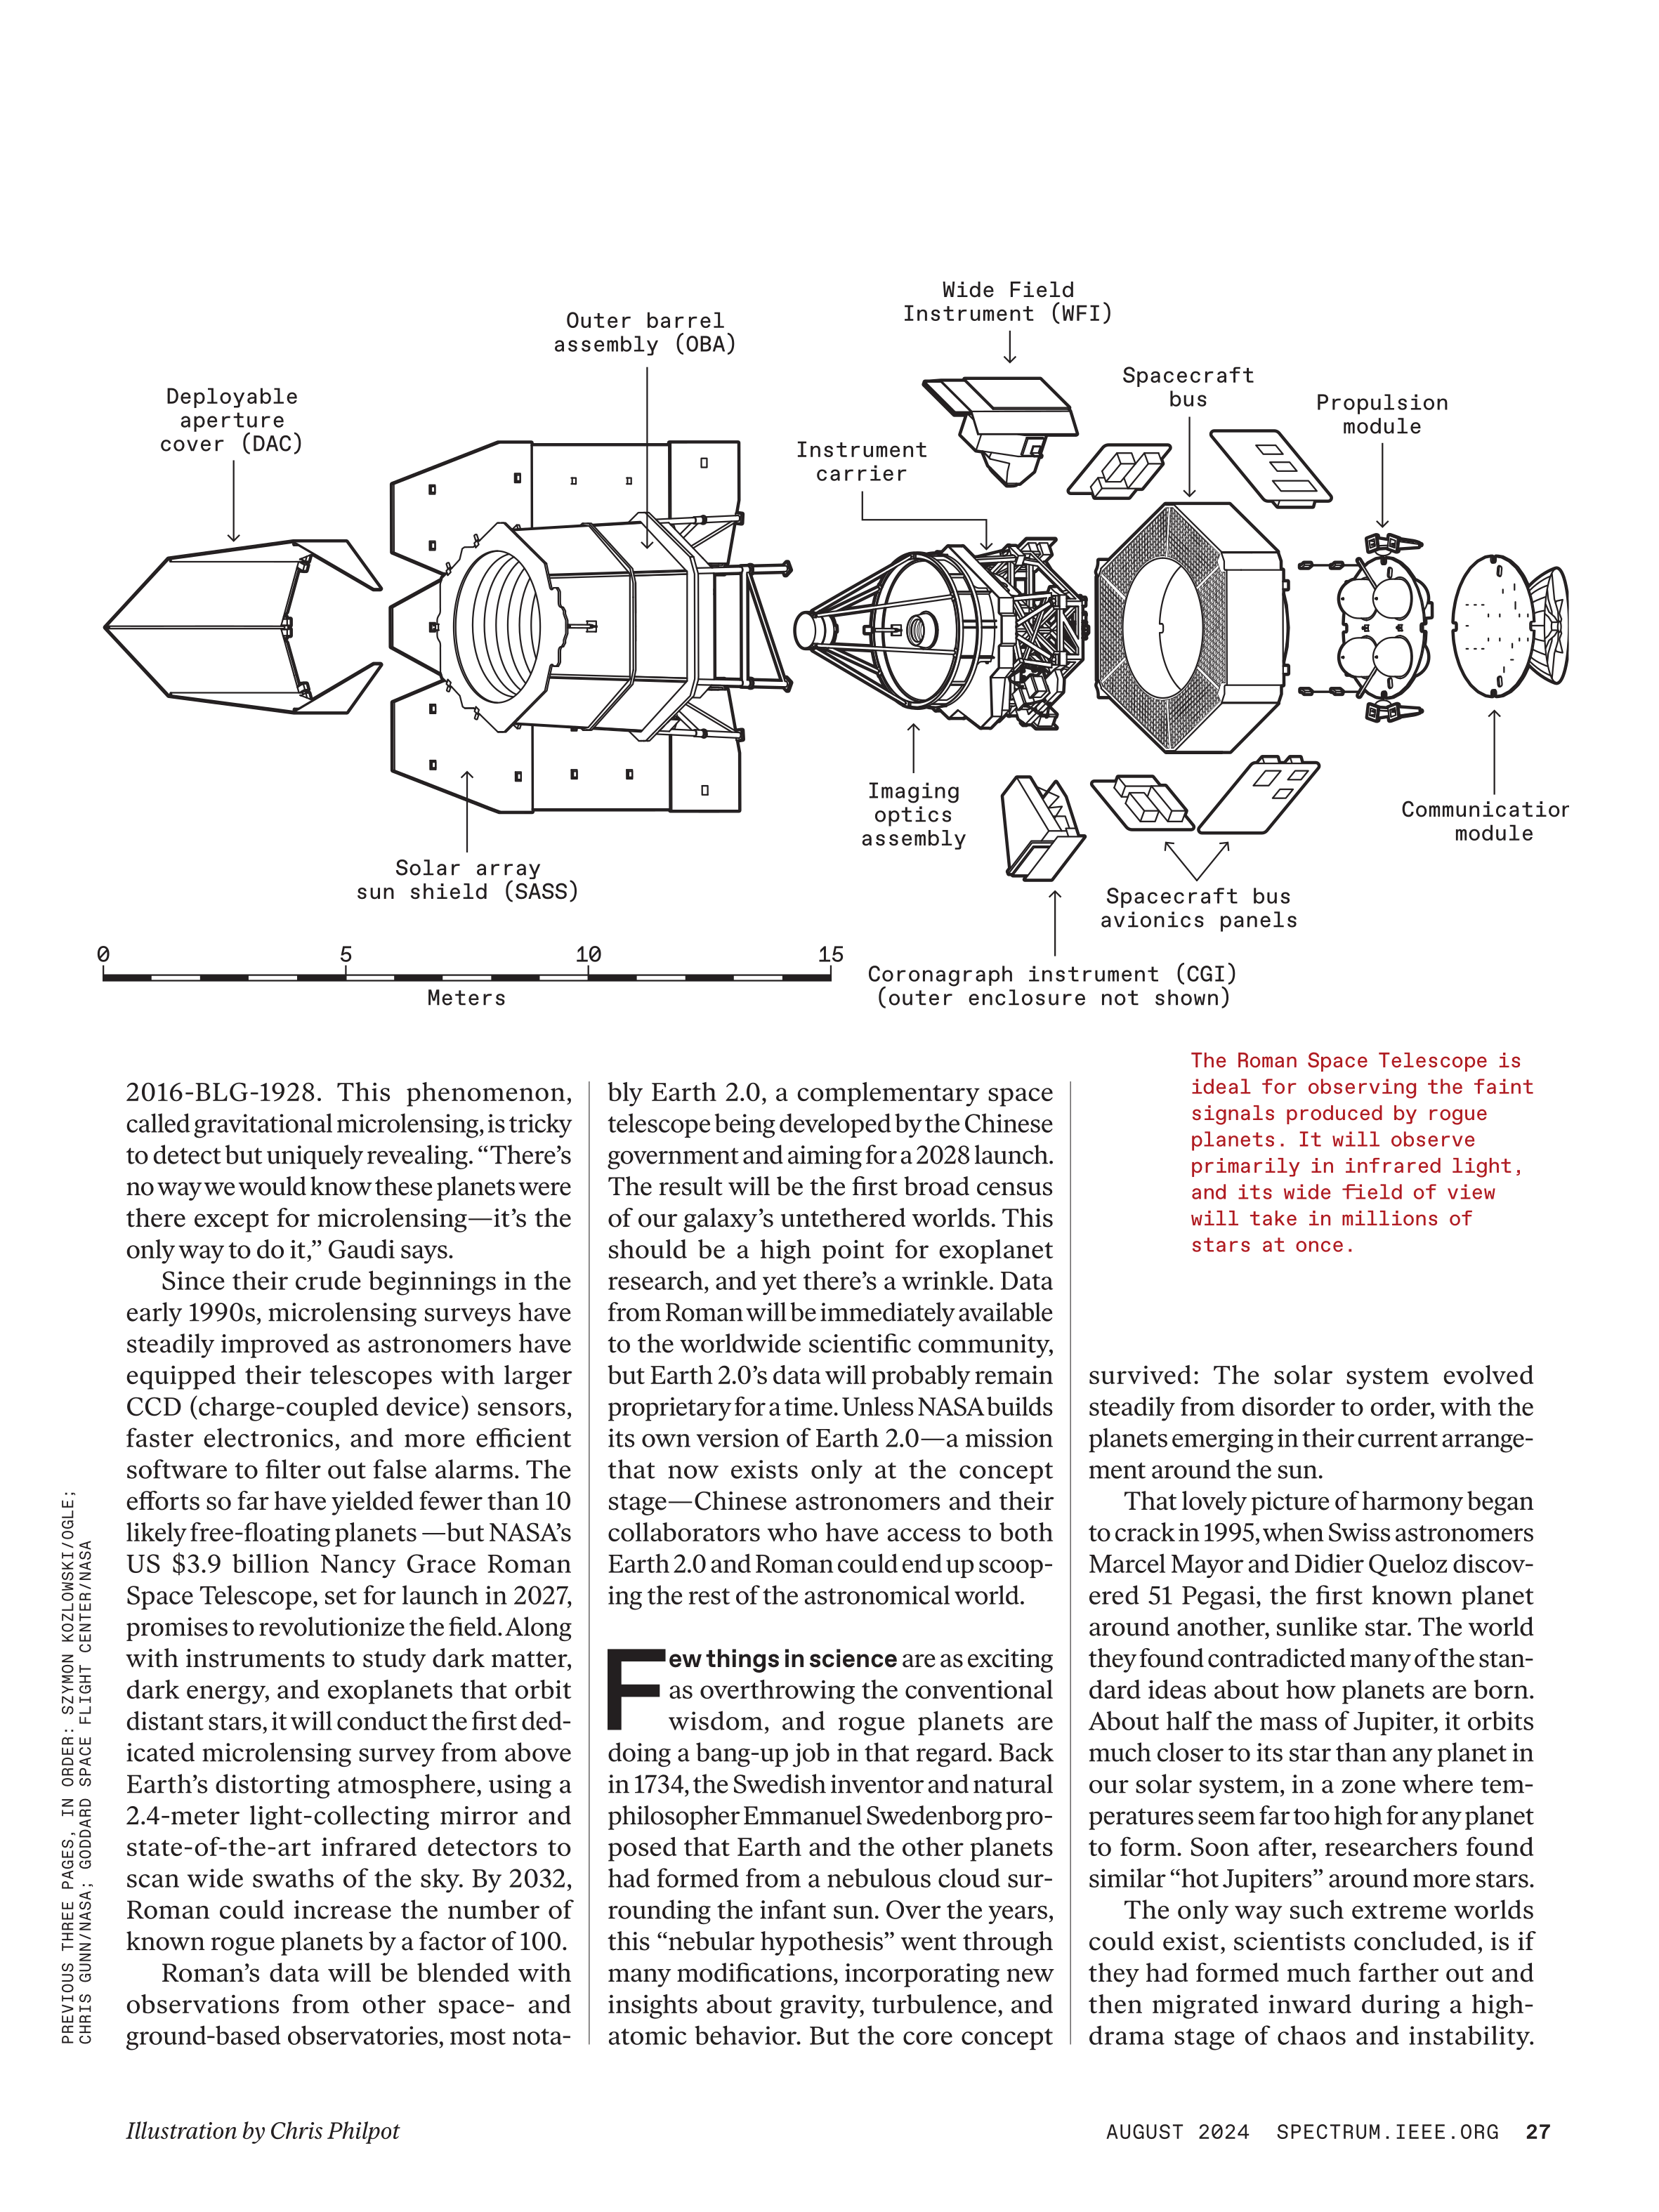 Wide Field
Instrument (WFI)
Outer barrel
assembly (OBA)
Spacecraft
bus
Deployable
aperture
cover (DAC)
Propulsion
module
Instrument
carrier
Imaging
optics
assembly
Communication
module
Solar array
sun shield (SASS)
Spacecraft bus
avionics panels
0 5 10 15
Meters
Coronagraph instrument (CGI)
(outer enclosure not shown)
The Roman Space Telescope is
ideal for observing the faint
signals produced by rogue
planets. It will observe
primarily in infrared light,
and its wide field of view
will take in millions of
stars at once.
2016-BLG-1928. This phenomenon,
called gravitational microlensing, is tricky
to detect but uniquely revealing. “There’s
no way we would know these planets were
there except for microlensing—it’s the
only way to do it,” Gaudi says.
Since their crude beginnings in the
early 1990s, microlensing surveys have
steadily improved as astronomers have
equipped their telescopes with larger
CCD (charge-coupled device) sensors,
faster electronics, and more efficient
software to filter out false alarms. The
efforts so far have yielded fewer than 10
likely free-floating planets —but NASA’s
US $3.9 billion Nancy Grace Roman
Space Telescope, set for launch in 2027,
promises to revolutionize the field. Along
with instruments to study dark matter,
dark energy, and exoplanets that orbit
distant stars, it will conduct the first ded-
icated microlensing survey from above
Earth’s distorting atmosphere, using a
2.4-meter light-collecting mirror and
state-of-the-art infrared detectors to
scan wide swaths of the sky. By 2032,
Roman could increase the number of
known rogue planets by a factor of 100.
Roman’s data will be blended with
observations from other space- and
ground-based observatories, most nota-
bly Earth 2.0, a complementary space
telescope being developed by the Chinese
government and aiming for a 2028 launch.
The result will be the first broad census
of our galaxy’s untethered worlds. This
should be a high point for exoplanet
research, and yet there’s a wrinkle. Data
from Roman will be immediately available
to the worldwide scientific community,
but Earth 2.0’s data will probably remain
proprietary for a time. Unless NASA builds
its own version of Earth 2.0—a mission
that now exists only at the concept
stage—Chinese astronomers and their
collaborators who have access to both
Earth 2.0 and Roman could end up scoop-
ing the rest of the astronomical world.
Few things in science are as exciting
as overthrowing the conventional
wisdom, and rogue planets are
doing a bang-up job in that regard. Back
in 1734, the Swedish inventor and natural
philosopher Emmanuel Swedenborg pro-
posed that Earth and the other planets
had formed from a nebulous cloud sur-
rounding the infant sun. Over the years,
this “nebular hypothesis” went through
many modifications, incorporating new
insights about gravity, turbulence, and
atomic behavior. But the core concept
survived: The solar system evolved
steadily from disorder to order, with the
planets emerging in their current arrange-
ment around the sun.
That lovely picture of harmony began
to crack in 1995, when Swiss astronomers
Marcel Mayor and Didier Queloz discov-
ered 51 Pegasi, the first known planet
around another, sunlike star. The world
they found contradicted many of the stan-
dard ideas about how planets are born.
About half the mass of Jupiter, it orbits
much closer to its star than any planet in
our solar system, in a zone where tem-
peratures seem far too high for any planet
to form. Soon after, researchers found
similar “hot Jupiters” around more stars.
The only way such extreme worlds
could exist, scientists concluded, is if
they had formed much farther out and
then migrated inward during a high-
drama stage of chaos and instability.
PREVIOUS THREE PAGES, IN ORDER: SZYMON KOZLOWSKI/OGLE;
CHRIS GUNN/NASA; GODDARD SPACE FLIGHT CENTER/NASA
Illustration by Chris Philpot
AUGUST 2024 SPECTRUM.IEEE.ORG 27